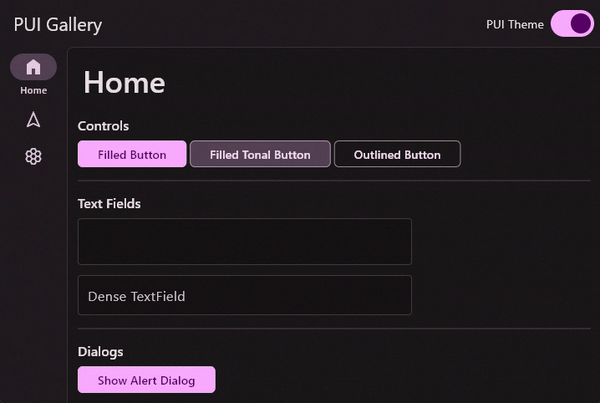 PUI Gallery
PUI Theme
Home
Home
Controls
Filled Button
Filled Tonal Button
Outlined Button
Text Fields
Dense TextField
Dialogs
Show Alert Dialog